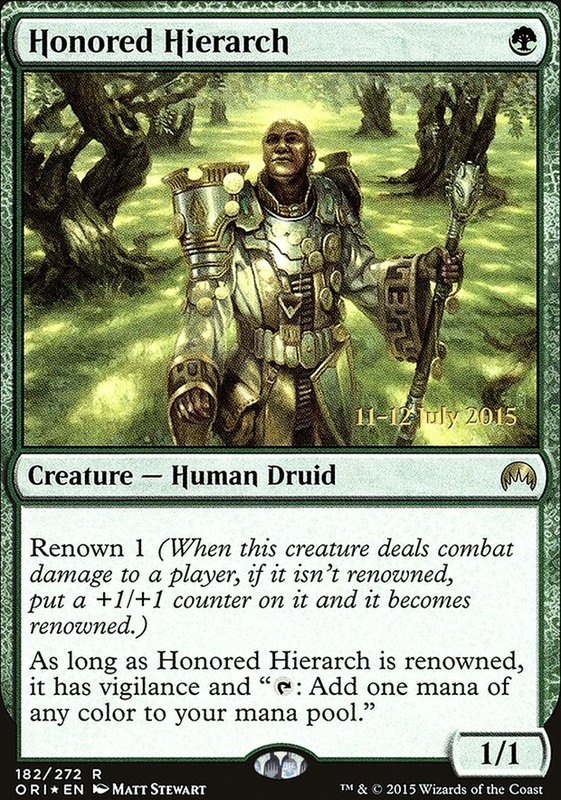 Honored Hierarch
11-12 July 2015
Creature — Human Druid
Renown 1 (When this creature deals combat
damage to a player, if it isn't renowned,
put a +1/+1 counter on it and it becomes
renowned.)
As long as Honored Hierarch is renowned,
it has vigilance and “: Add one mana of
any color to your mana pool.”
1/1
182/272 R
ORI★EN Matt Stewart
™ & © 2015 Wizards of the Coast